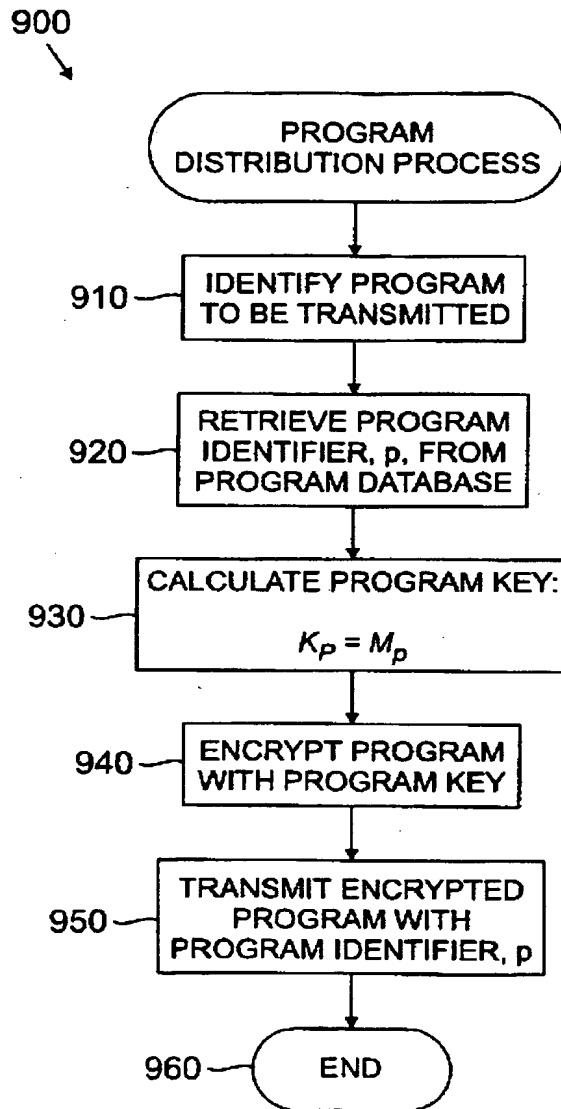 900
PROGRAM
DISTRIBUTION PROCESS
910
IDENTIFY PROGRAM
TO BE TRANSMITTED
920
RETRIEVE PROGRAM
IDENTIFIER, p, FROM
PROGRAM DATABASE
930
CALCULATE PROGRAM KEY:
K_P = M_p
940
ENCRYPT PROGRAM
WITH PROGRAM KEY
950
TRANSMIT ENCRYPTED
PROGRAM WITH
PROGRAM IDENTIFIER, p
960
END